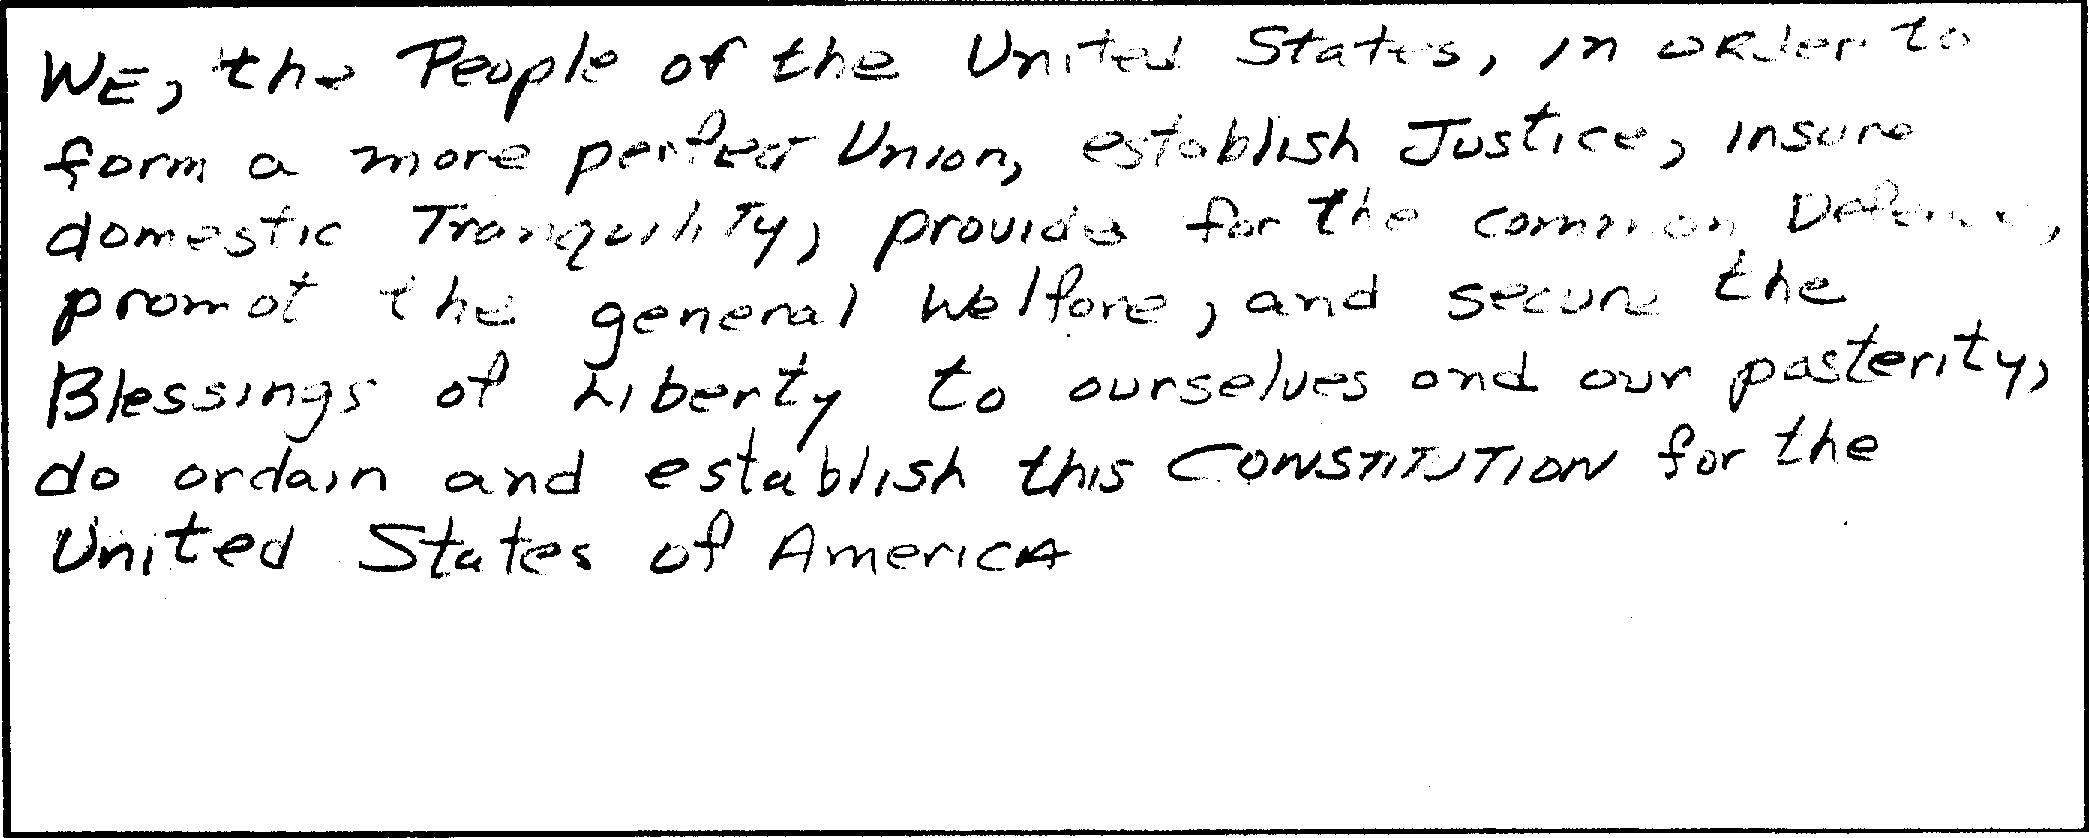 WE, the People of the United States, in order to
form a more perfect Union, establish Justice, insure
domestic Tranquility, provide for the common Defense,
promot the general Welfare, and secure the
Blessings of Liberty to ourselves and our pasterity,
do ordain and establish this CONSTITUTION for the
United States of America